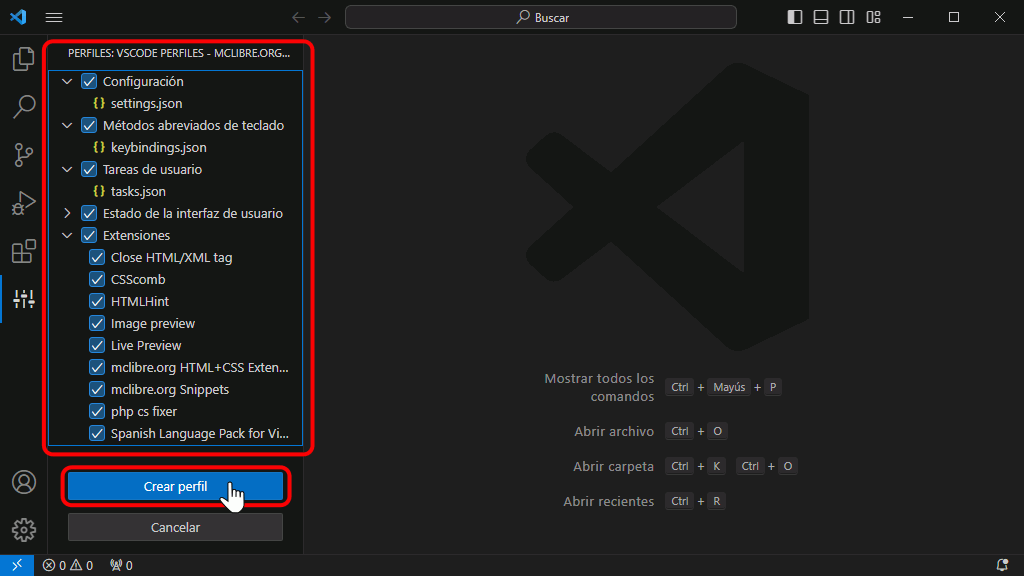 Buscar
PERFILES: VSCODE PERFILES - MCLIBRE.ORG...
Configuración
{} settings.json
Métodos abreviados de teclado
{} keybindings.json
Tareas de usuario
{} tasks.json
Estado de la interfaz de usuario
Extensiones
Close HTML/XML tag
CSScomb
HTMLHint
Image preview
Live Preview
mclibre.org HTML+CSS Exten...
mclibre.org Snippets
php cs fixer
Spanish Language Pack for Vi...
Crear perfil
Cancelar
Mostrar todos los
comandos
Ctrl + Mayús + P
Abrir archivo Ctrl + O
Abrir carpeta Ctrl + K Ctrl + O
Abrir recientes Ctrl + R
0 0 0